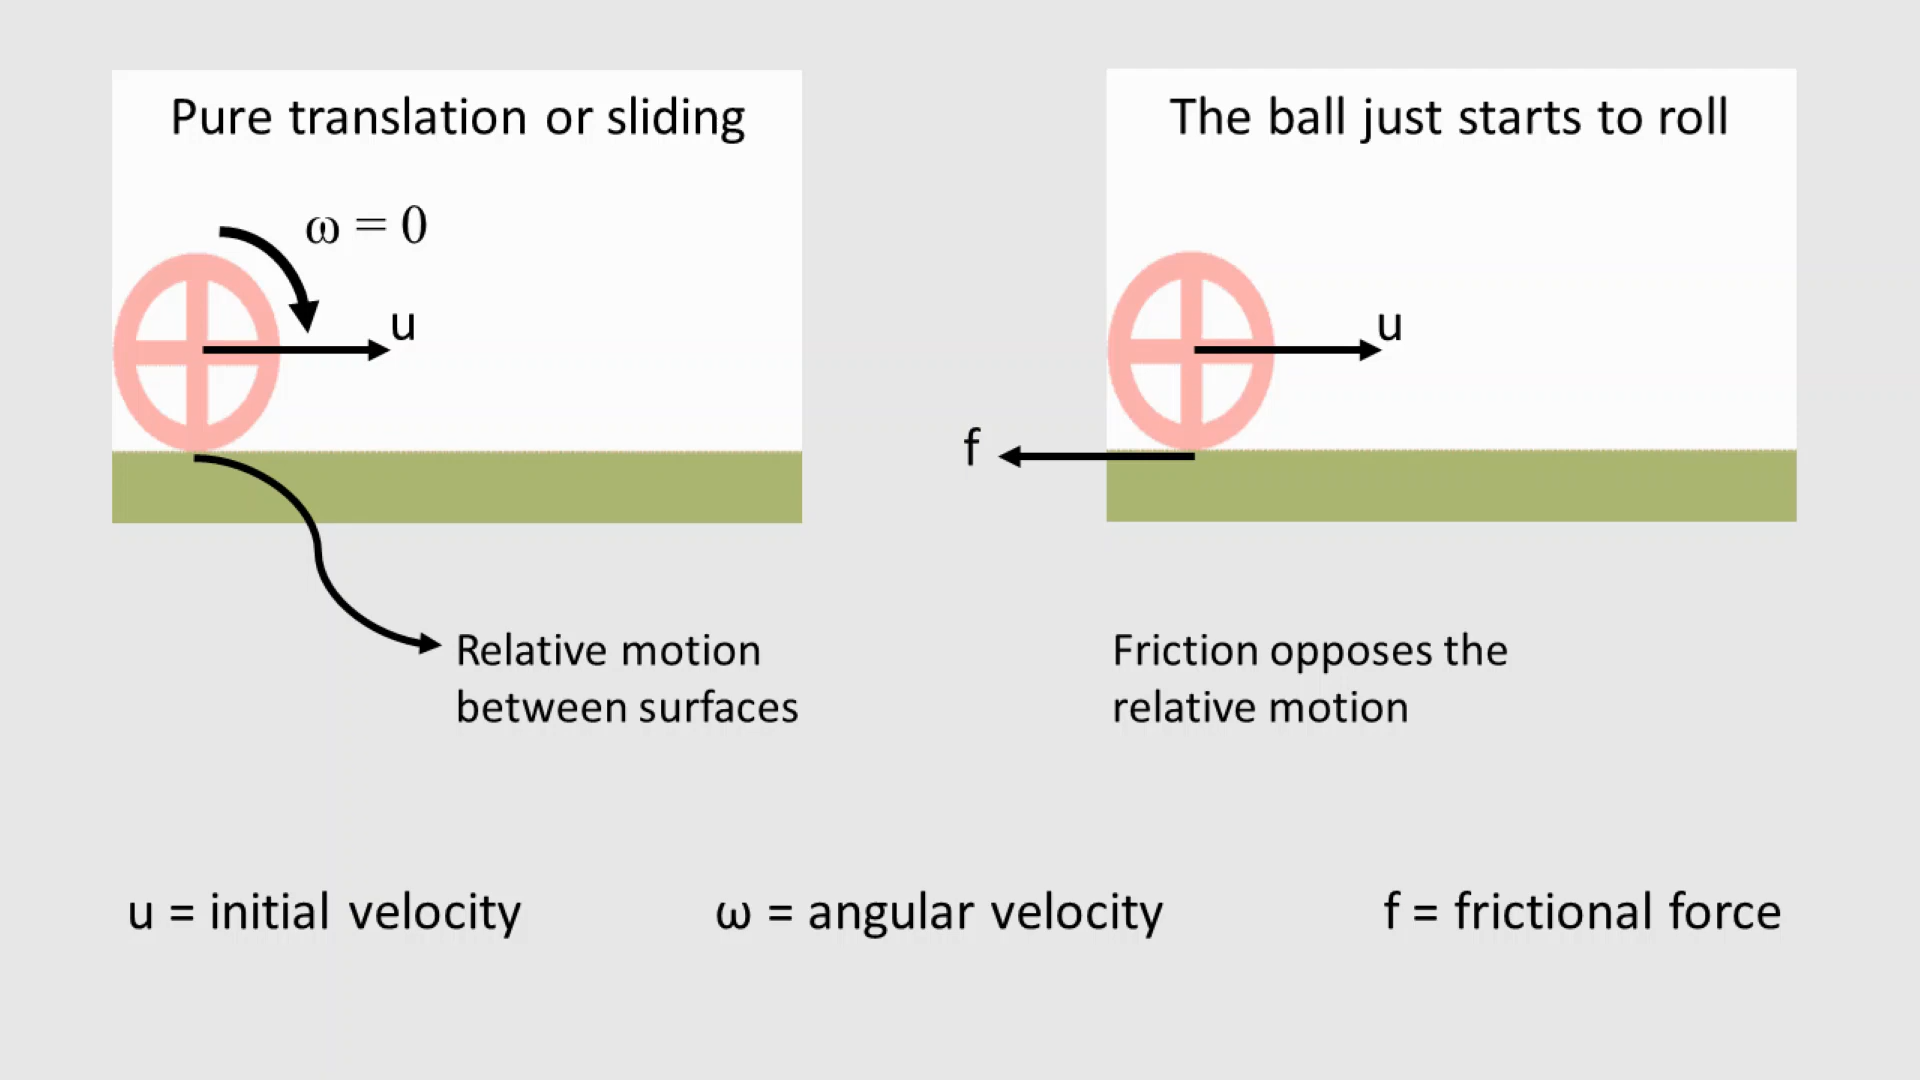 Pure translation or sliding
ω = 0
u
Relative motion
between surfaces
The ball just starts to roll
u
f
Friction opposes the
relative motion
u = initial velocity
ω = angular velocity
f = frictional force